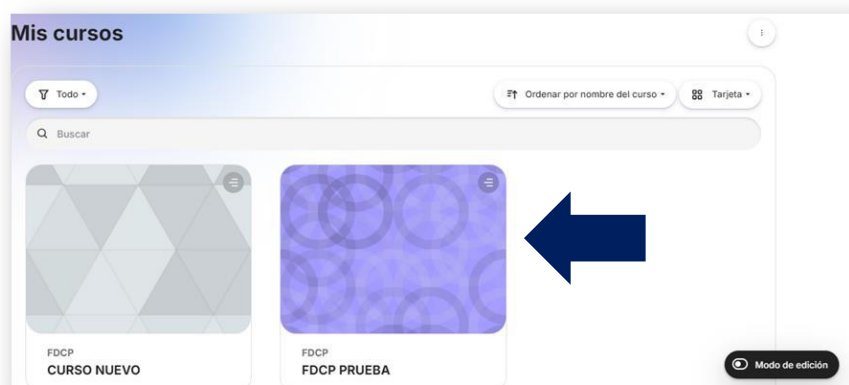 Mis cursos
Todo
Ordenar por nombre del curso
Tarjeta
Buscar
FDCP
CURSO NUEVO
FDCP
FDCP PRUEBA
Modo de edición